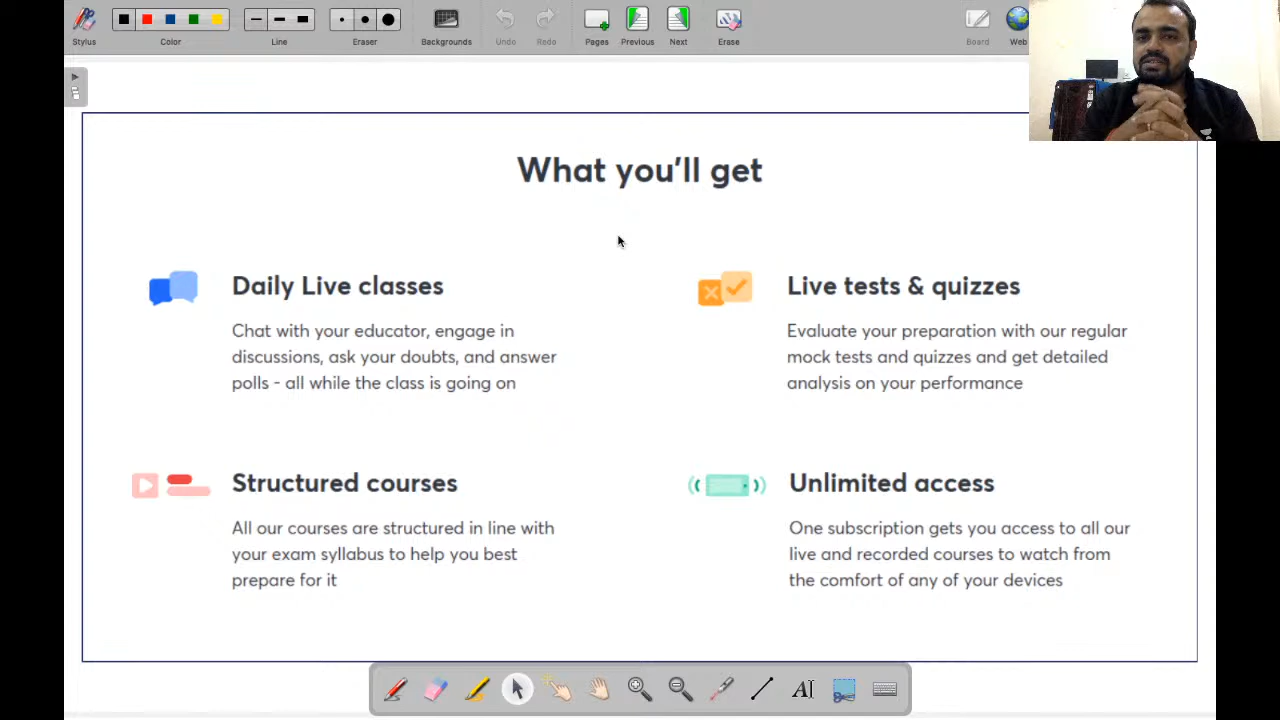 Stylus
Color
Line
Eraser
Backgrounds
Undo
Redo
Pages
Previous
Next
Erase
Board
Web
What you'll get
Daily Live classes
Chat with your educator, engage in
discussions, ask your doubts, and answer
polls - all while the class is going on
Live tests & quizzes
Evaluate your preparation with our regular
mock tests and quizzes and get detailed
analysis on your performance
Structured courses
All our courses are structured in line with
your exam syllabus to help you best
prepare for it
Unlimited access
One subscription gets you access to all our
live and recorded courses to watch from
the comfort of any of your devices
AI